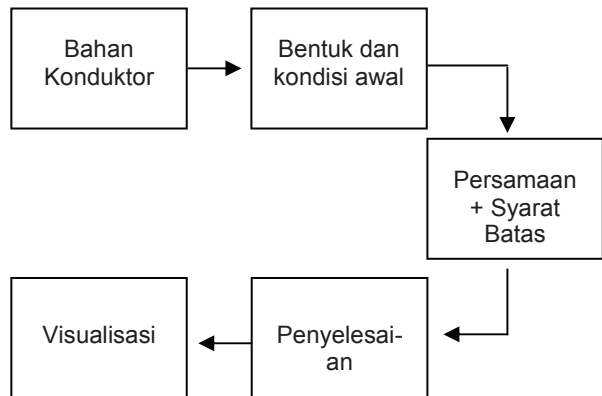 Bahan
Konduktor
Bentuk dan
kondisi awal
Persamaan
+ Syarat
Batas
Penyelesai-
an
Visualisasi